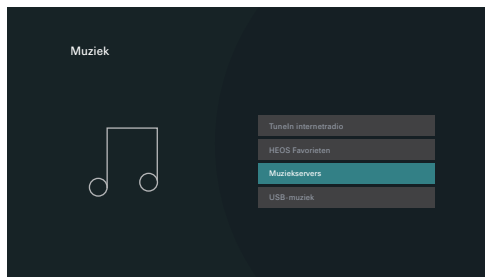 Muziek
TuneIn internetradio
HEOS Favorieten
Muziekservers
USB-muziek